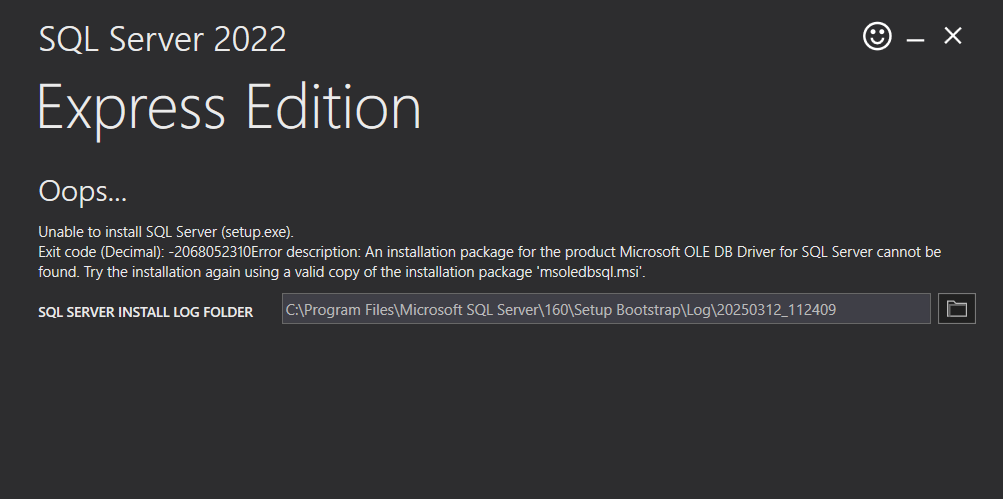 SQL Server 2022
Express Edition
Oops...
Unable to install SQL Server (setup.exe).
Exit code (Decimal): -2068052310Error description: An installation package for the product Microsoft OLE DB Driver for SQL Server cannot be
found. Try the installation again using a valid copy of the installation package 'msoledbsql.msi'.
SQL SERVER INSTALL LOG FOLDER C:\Program Files\Microsoft SQL Server\160\Setup Bootstrap\Log\20250312_112409